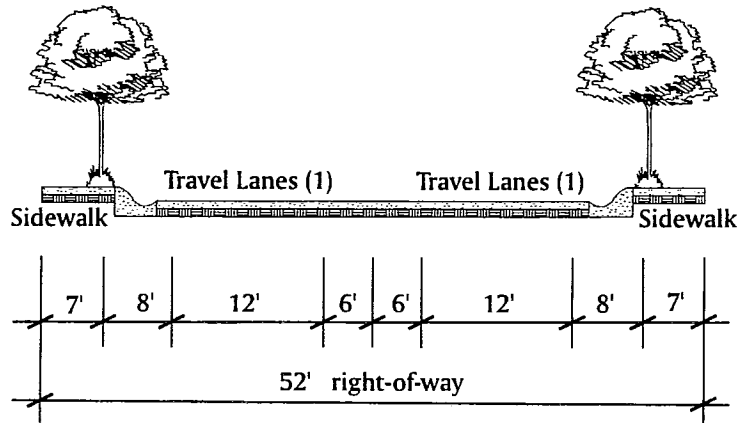 Travel Lanes (1) Travel Lanes (1)
Sidewalk Sidewalk
7' 8' 12' 6' 6' 12' 8' 7'
52' right-of-way